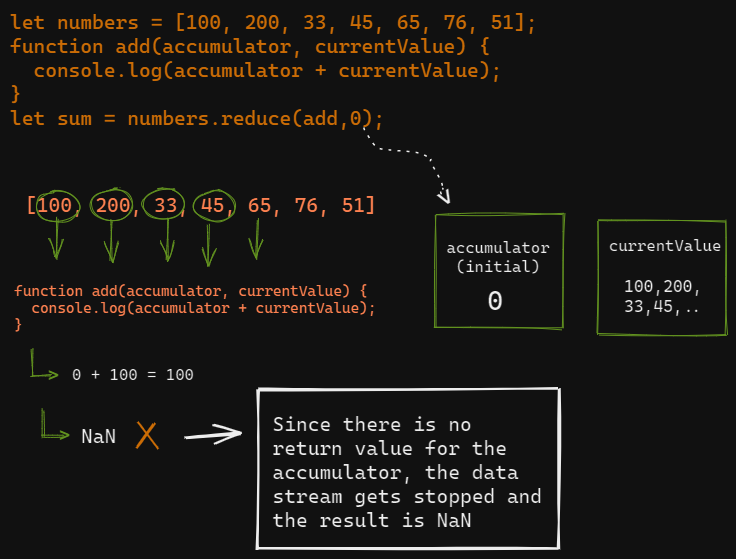 let numbers = [100, 200, 33, 45, 65, 76, 51];
function add(accumulator, currentValue) {
  console.log(accumulator + currentValue);
}
let sum = numbers.reduce(add,0);
[100, 200, 33, 45, 65, 76, 51]
accumulator
(initial)
0
currentValue
100,200,
33,45,..
function add(accumulator, currentValue) {
  console.log(accumulator + currentValue);
}
0 + 100 = 100
NaN
Since there is no
return value for the
accumulator, the data
stream gets stopped and
the result is NaN